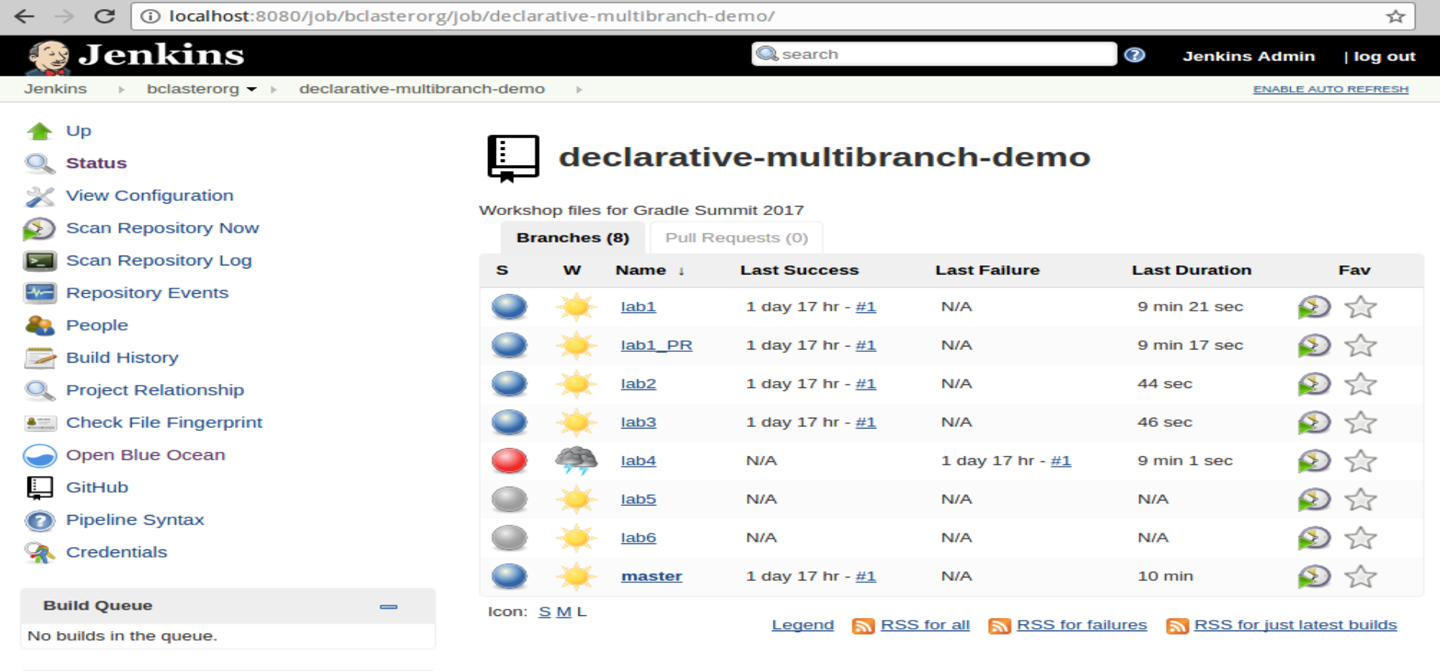 localhost:8080/job/bclasterorg/job/declarative-multibranch-demo/
Jenkins
search
Jenkins Admin | log out
Jenkins bclasterorg declarative-multibranch-demo
ENABLE AUTO REFRESH
Up
Status
View Configuration
Scan Repository Now
Scan Repository Log
Repository Events
People
Build History
Project Relationship
Check File Fingerprint
Open Blue Ocean
GitHub
Pipeline Syntax
Credentials
Build Queue
No builds in the queue.
declarative-multibranch-demo
Workshop files for Gradle Summit 2017
Branches (8) Pull Requests (0)
S W Name ↓ Last Success Last Failure Last Duration Fav
lab1 1 day 17 hr - #1 N/A 9 min 21 sec
lab1_PR 1 day 17 hr - #1 N/A 9 min 17 sec
lab2 1 day 17 hr - #1 N/A 44 sec
lab3 1 day 17 hr - #1 N/A 46 sec
lab4 N/A 1 day 17 hr - #1 9 min 1 sec
lab5 N/A N/A N/A
lab6 N/A N/A N/A
master 1 day 17 hr - #1 N/A 10 min
Icon: S M L
Legend RSS for all RSS for failures RSS for just latest builds